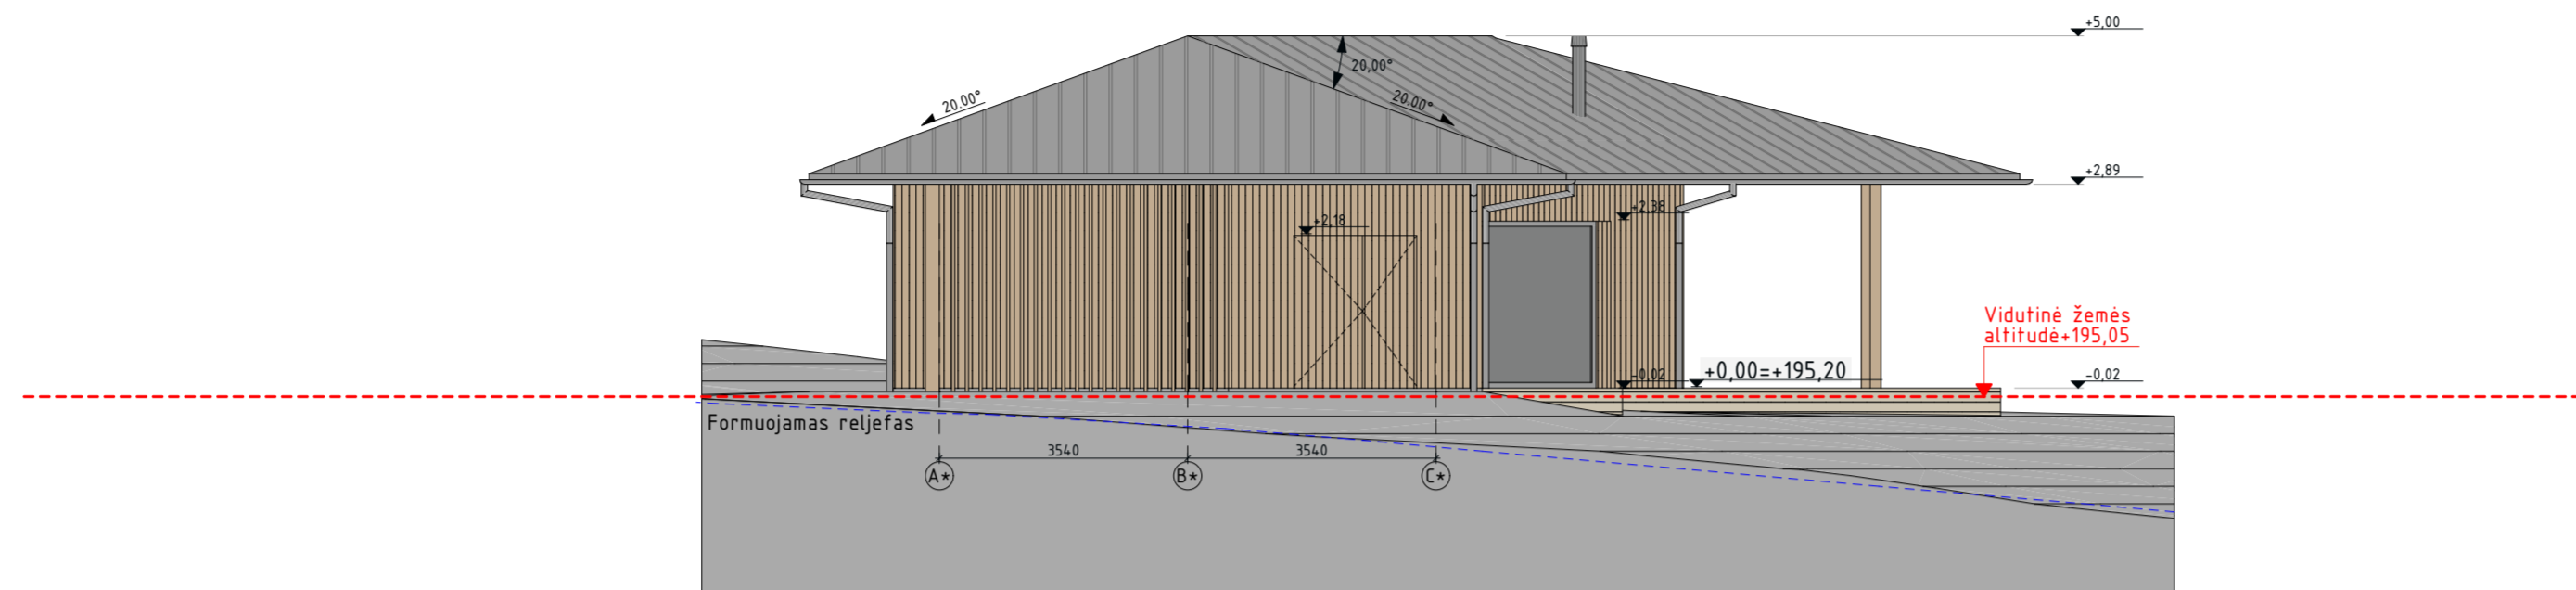 +5,00
20.00°
20,00°
20.00°
+2,89
+2,18
+2,38
Vidutinė žemės
altitudė+195,05
-0,02
+0,00=+195,20
-0,02
Formuojamas reljefas
3540
3540
A*
B*
C*